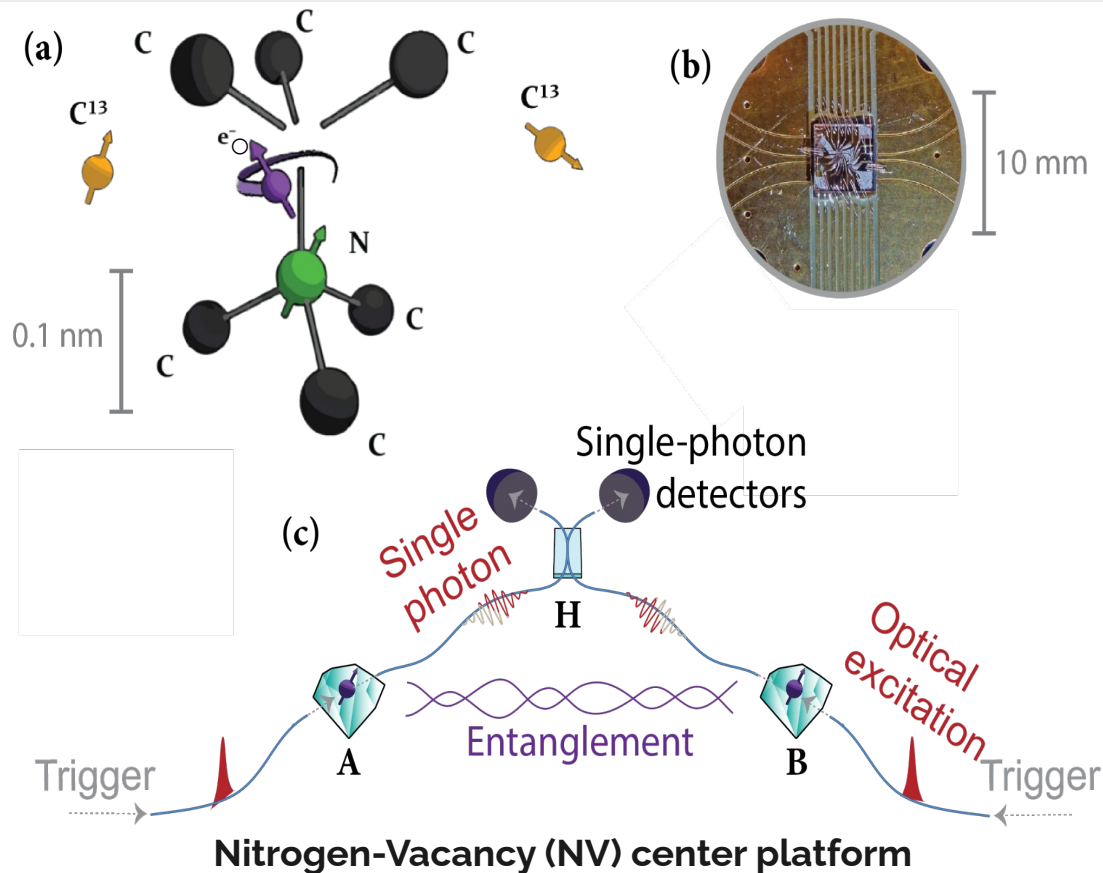 (a)
C
C
C
C¹³
C¹³
e⁻
N
C
C
C
0.1 nm
(b)
10 mm
(c)
Single-photon
detectors
Single
photon
H
Optical
excitation
A
B
Entanglement
Trigger
Trigger
Nitrogen-Vacancy (NV) center platform